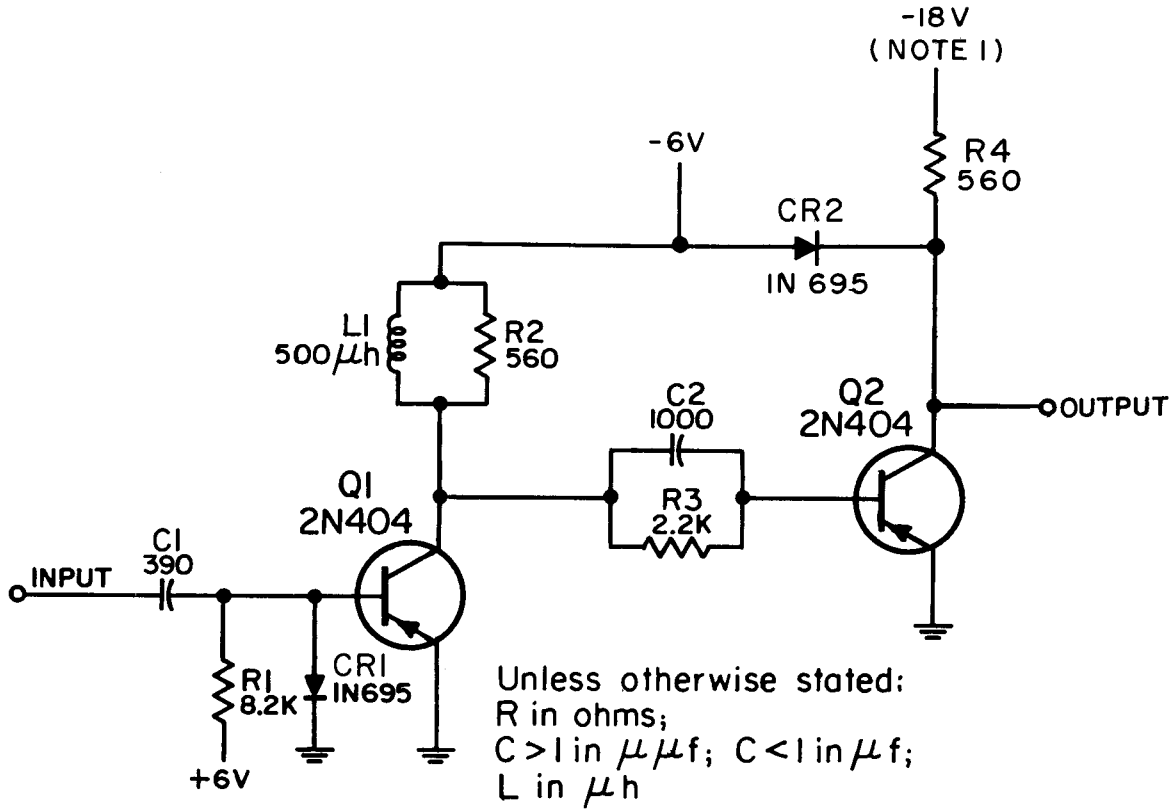 -18V
(NOTE 1)
R4
560
-6V
CR2
IN 695
L1
500μh
R2
560
C2
1000
Q2
2N404
OUTPUT
R3
2.2K
Q1
2N404
C1
390
INPUT
R1
8.2K
CR1
IN695
+6V
Unless otherwise stated:
R in ohms;
C>1 in μμf; C<1 in μf;
L in μh